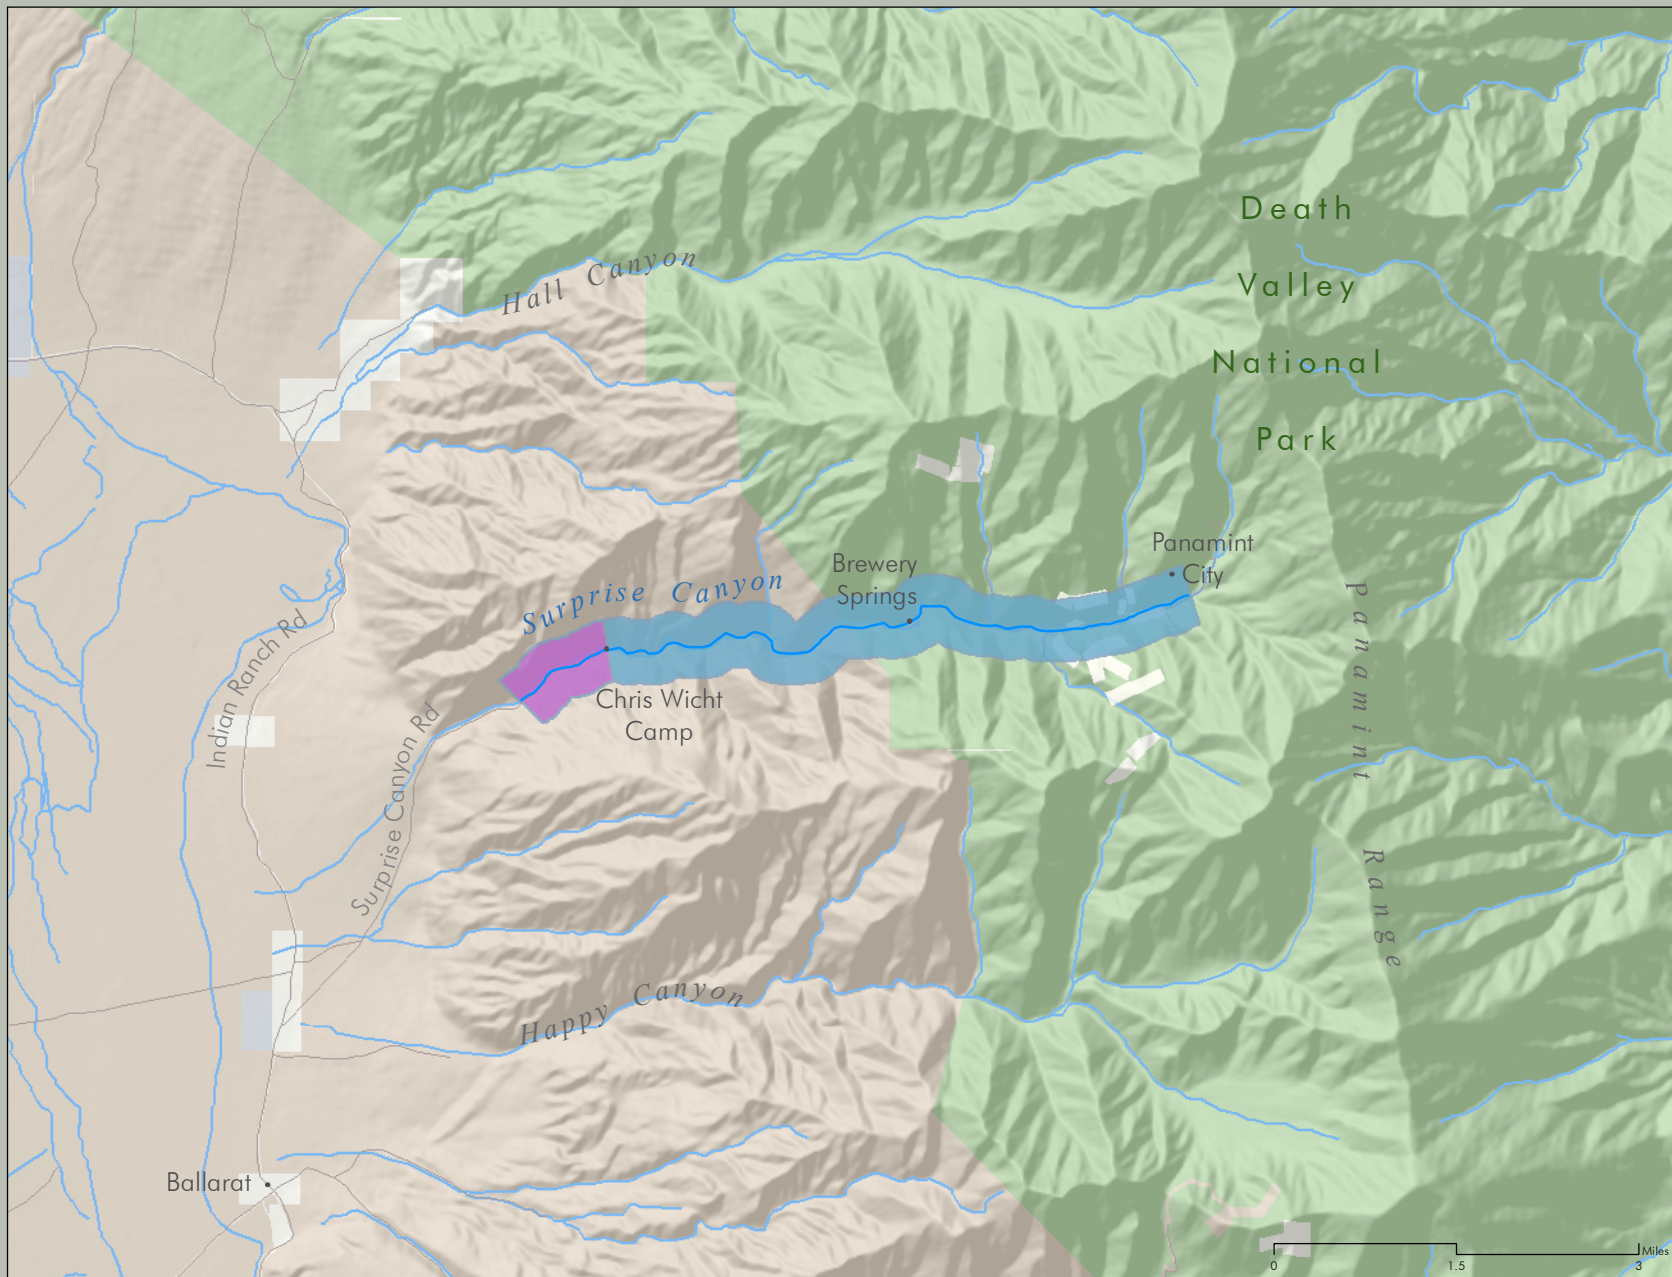 Death
Valley
National
Park
Hall Canyon
Panamint
City
Brewery
Springs
Surprise Canyon
Chris Wicht
Camp
Indian Ranch Rd
Surprise Canyon Rd
Panamint Range
Happy Canyon
Ballarat
Miles
0 1.5 3